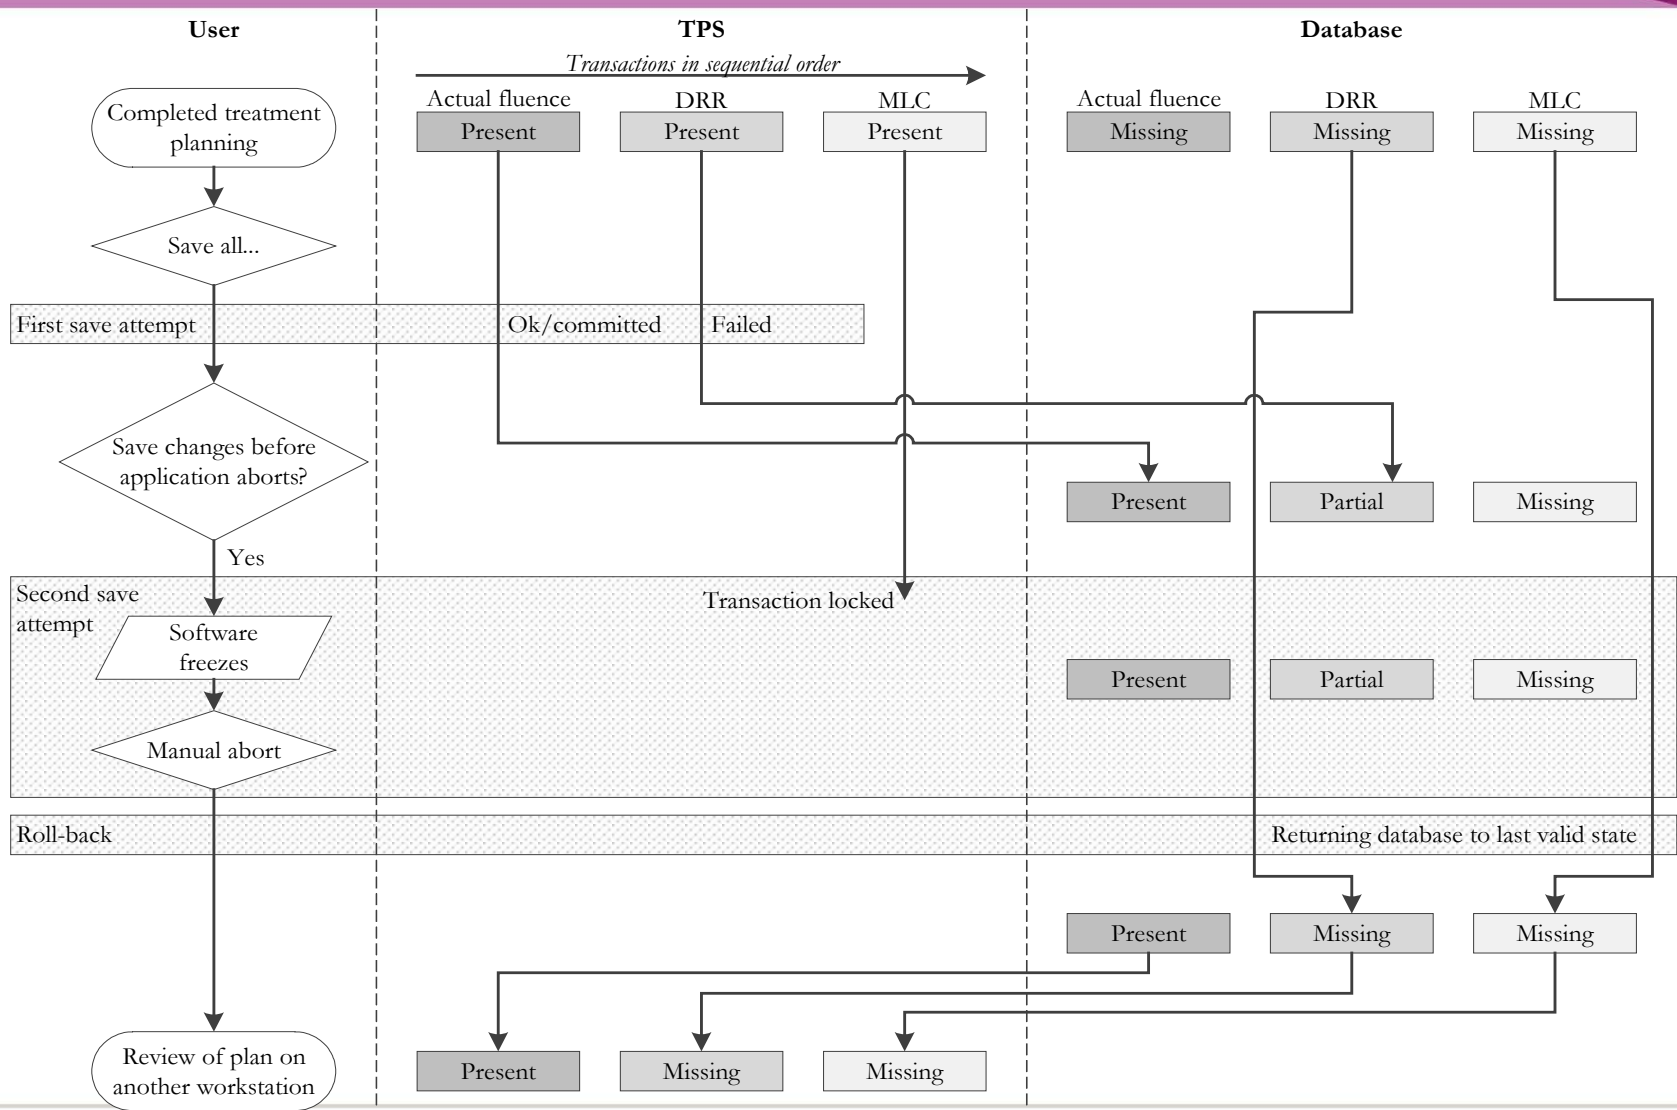 User
TPS
Database
Transactions in sequential order
Completed treatment
planning
Actual fluence
DRR
MLC
Actual fluence
DRR
MLC
Present
Present
Present
Missing
Missing
Missing
Save all...
First save attempt
Ok/committed
Failed
Save changes before
application aborts?
Present
Partial
Missing
Yes
Second save
attempt
Transaction locked
Software
freezes
Present
Partial
Missing
Manual abort
Roll-back
Returning database to last valid state
Present
Missing
Missing
Review of plan on
another workstation
Present
Missing
Missing